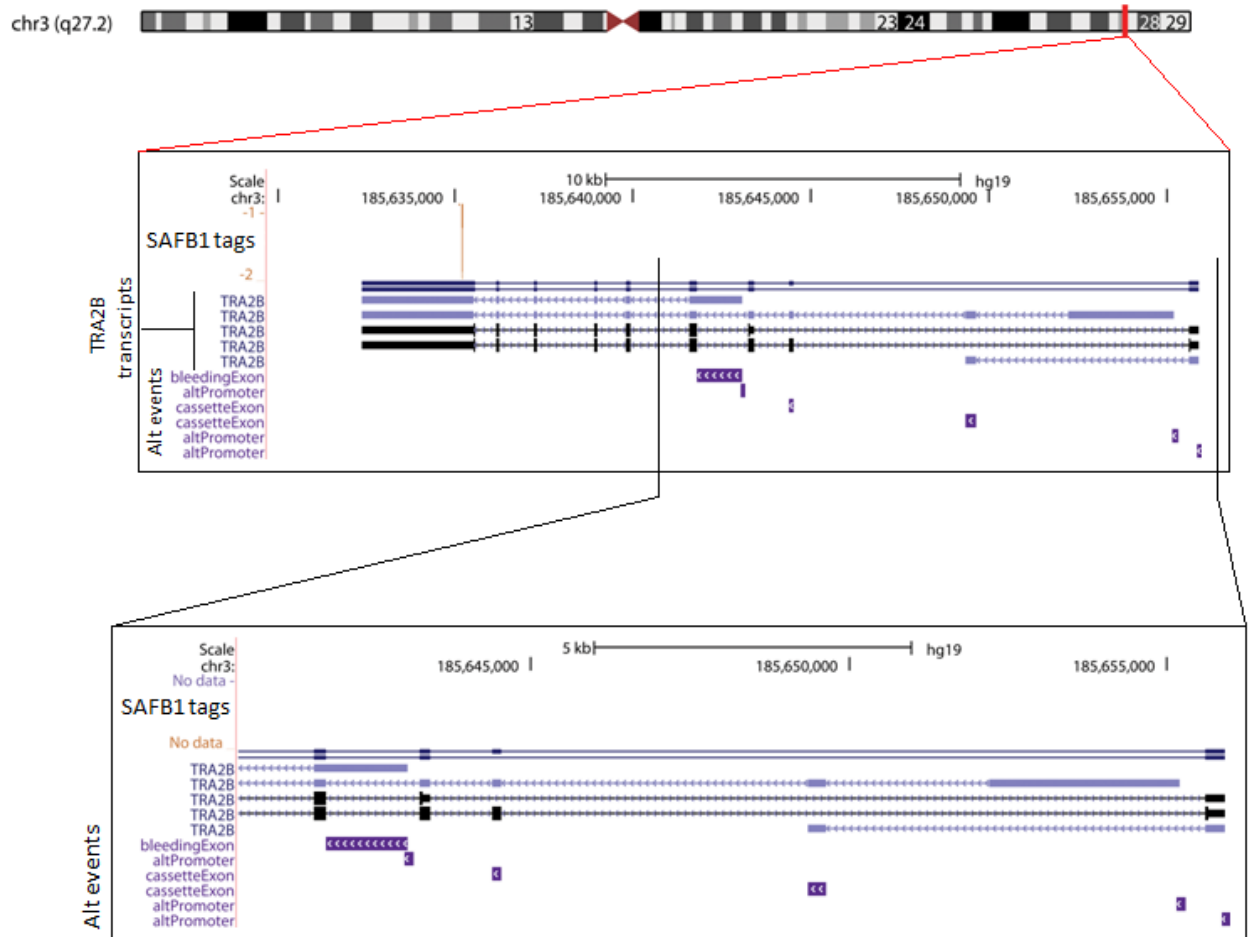 chr3 (q27.2) 13 23 24 28 29
Scale 10 kb hg19
chr3: 185,635,000 185,640,000 185,645,000 185,650,000 185,655,000
-1 -
SAFB1 tags
-2
TRA2B transcripts
TRA2B
TRA2B
TRA2B
TRA2B
TRA2B
Alt events
bleedingExon
altPromoter
cassetteExon
cassetteExon
altPromoter
altPromoter
Scale 5 kb hg19
chr3: 185,645,000 185,650,000 185,655,000
No data -
SAFB1 tags
No data
TRA2B
TRA2B
TRA2B
TRA2B
TRA2B
Alt events
bleedingExon
altPromoter
cassetteExon
cassetteExon
altPromoter
altPromoter